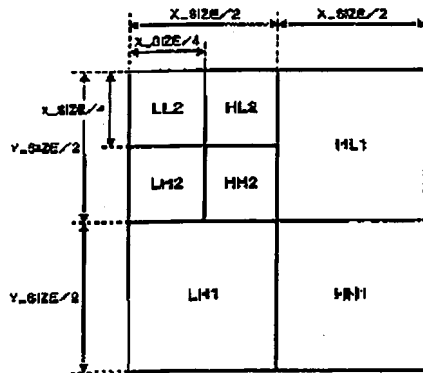 X_SIZE/2 X_SIZE/2
X_SIZE/4
X_SIZE/4
LL2 HL2
HL1
Y_SIZE/2
LH2 HH2
LH1 HH1
Y_SIZE/2